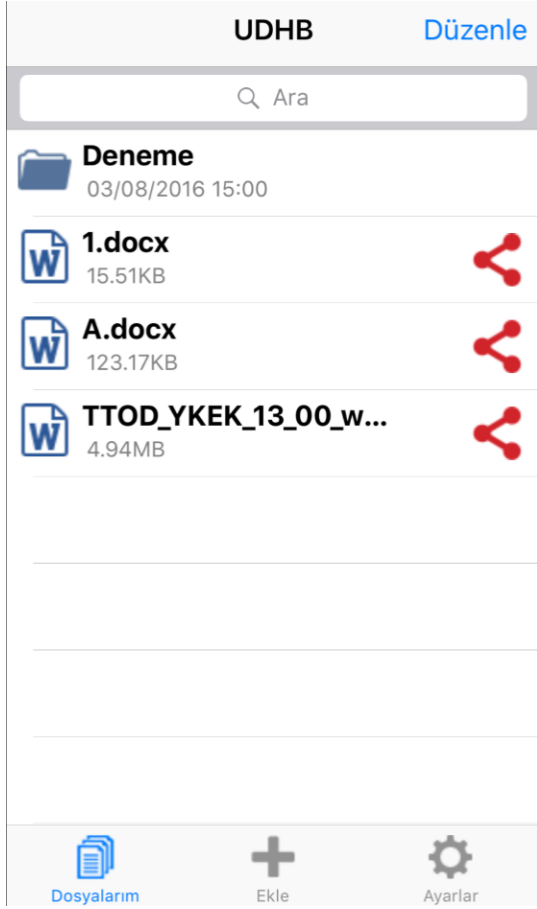 UDHB
Düzenle
Ara
Deneme
03/08/2016 15:00
1.docx
15.51KB
A.docx
123.17KB
TTOD_YKEK_13_00_w...
4.94MB
Dosyalarım
Ekle
Ayarlar